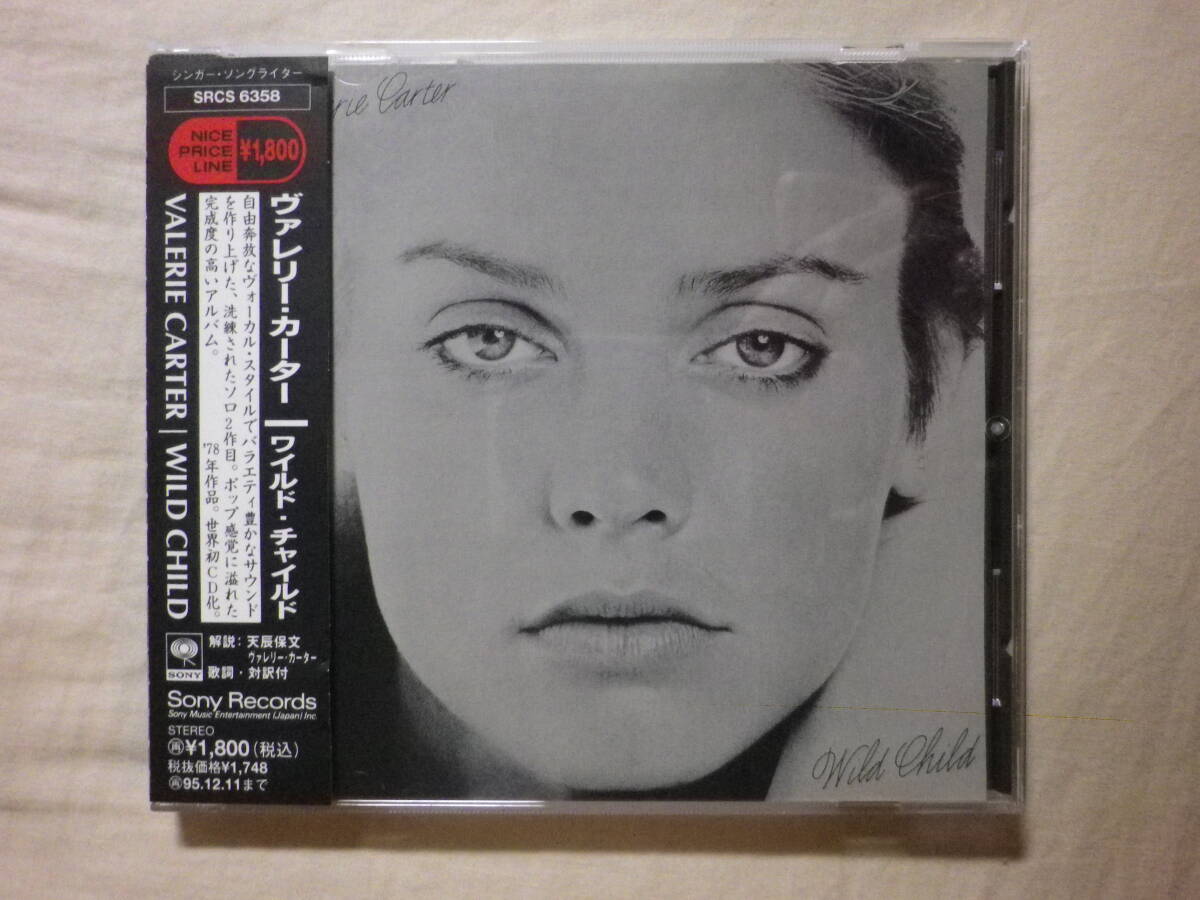 シンガー・ソングライター
SRCS 6358
NICE
PRICE
LINE
¥1,800
ヴァレリー・カーター | ワイルド・チャイルド
自由奔放なヴォーカル・スタイルでバラエティ豊かなサウンド
を作り上げた、洗練されたソロ2作目。ポップ感覚に溢れた
完成度の高いアルバム。 '78年作品。世界初CD化。
VALERIE CARTER | WILD CHILD
SONY
解説：天辰保文
ヴァレリー・カーター
歌詞・対訳付
Sony Records
Sony Music Entertainment (Japan) Inc.
STEREO
再¥1,800(税込)
税抜価格¥1,748
再95.12.11まで
rie Carter
Wild Child